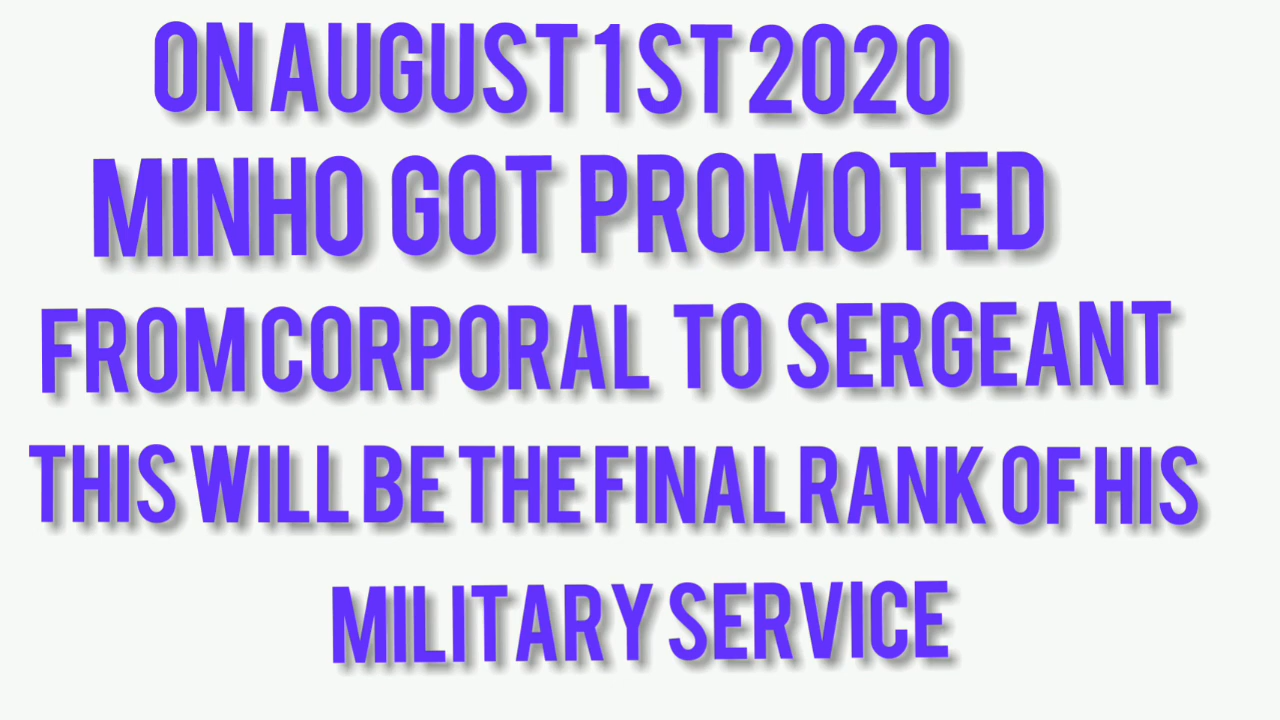 ON AUGUST 1ST 2020
MINHO GOT PROMOTED
FROM CORPORAL TO SERGEANT
THIS WILL BE THE FINAL RANK OF HIS
MILITARY SERVICE